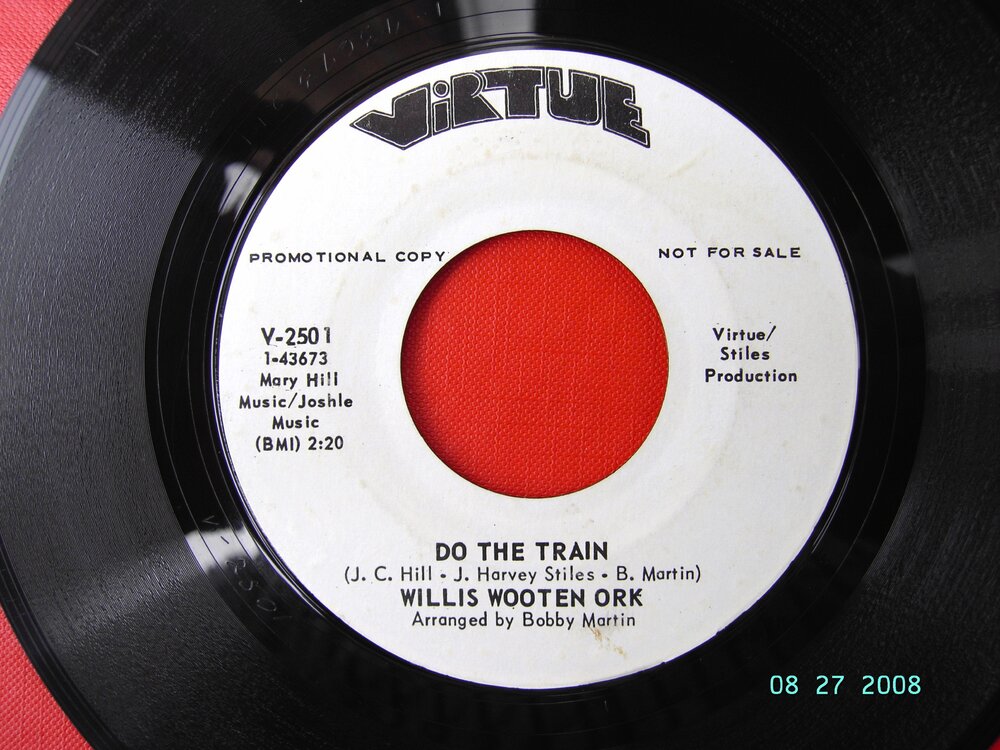 ViRTUE
PROMOTIONAL COPY
NOT FOR SALE
V-2501
1-43673
Mary Hill
Music/Joshle
Music
(BMI) 2:20
Virtue/
Stiles
Production
DO THE TRAIN
(J. C. Hill - J. Harvey Stiles - B. Martin)
WILLIS WOOTEN ORK
Arranged by Bobby Martin
08 27 2008